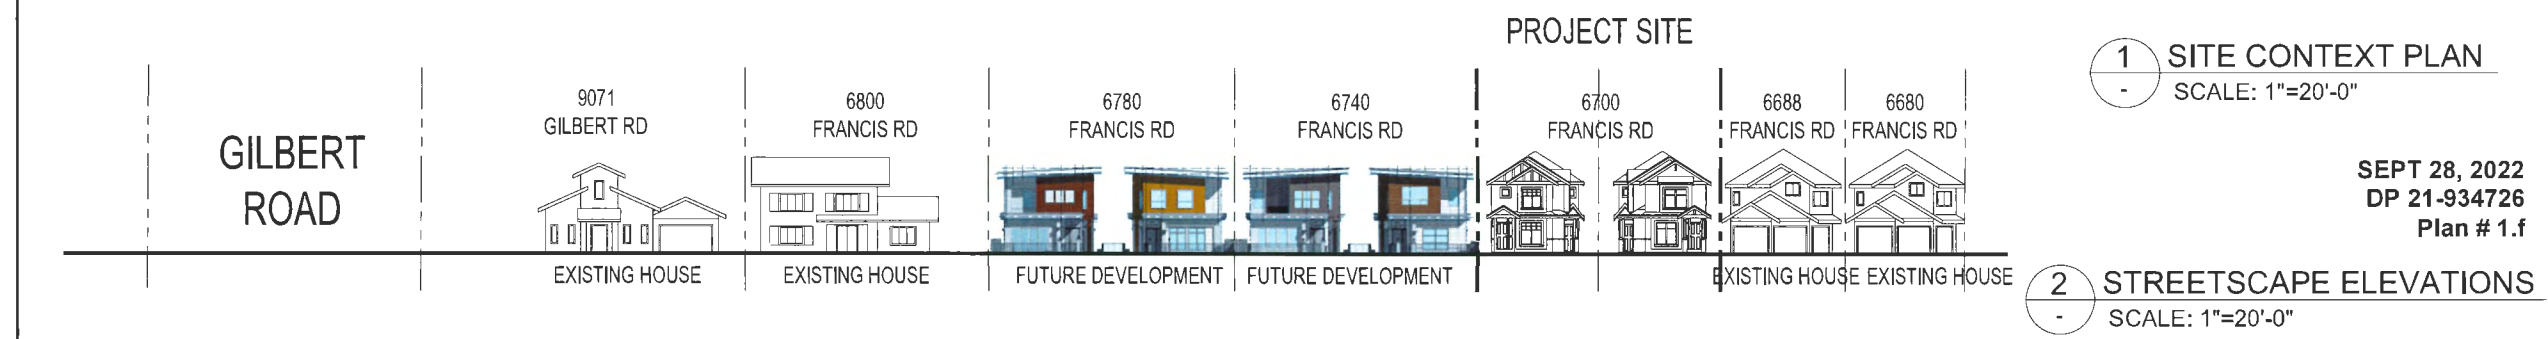 PROJECT SITE
GILBERT
ROAD
9071
GILBERT RD
6800
FRANCIS RD
6780
FRANCIS RD
6740
FRANCIS RD
6700
FRANCIS RD
6688
FRANCIS RD
6680
FRANCIS RD
EXISTING HOUSE
EXISTING HOUSE
FUTURE DEVELOPMENT
FUTURE DEVELOPMENT
EXISTING HOUSE
EXISTING HOUSE
1
-
SITE CONTEXT PLAN
SCALE: 1"=20'-0"
SEPT 28, 2022
DP 21-934726
Plan # 1.f
2
-
STREETSCAPE ELEVATIONS
SCALE: 1"=20'-0"